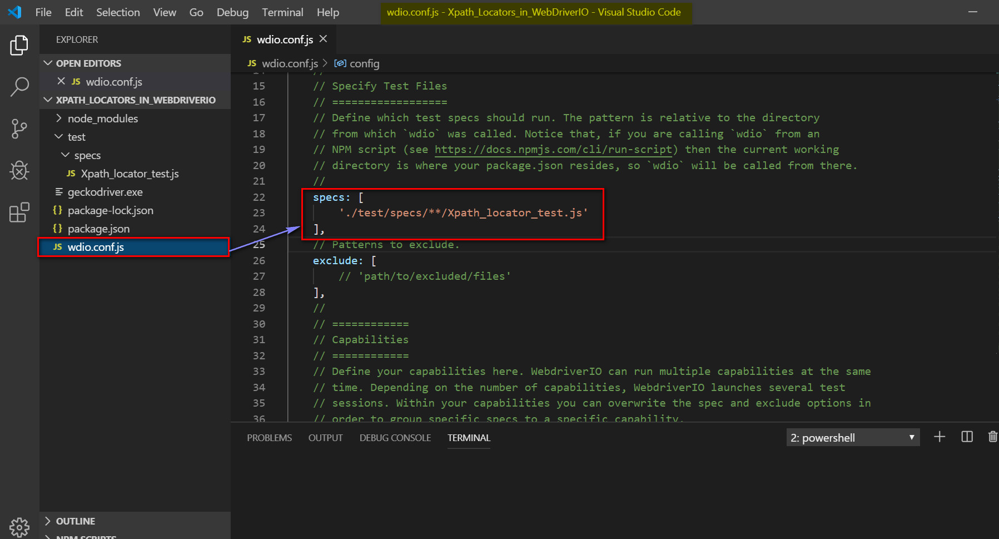 File Edit Selection View Go Debug Terminal Help wdio.conf.js - Xpath_Locators_in_WebDriverIO - Visual Studio Code
EXPLORER
OPEN EDITORS
JS wdio.conf.js
XPATH_LOCATORS_IN_WEBDRIVERIO
node_modules
test
specs
JS Xpath_locator_test.js
geckodriver.exe
{} package-lock.json
{} package.json
JS wdio.conf.js
OUTLINE
NPM SCRIPTS
JS wdio.conf.js
JS wdio.conf.js > config
14 //
15 // Specify Test Files
16 // ==================
17 // Define which test specs should run. The pattern is relative to the directory
18 // from which `wdio` was called. Notice that, if you are calling `wdio` from an
19 // NPM script (see https://docs.npmjs.com/cli/run-script) then the current working
20 // directory is where your package.json resides, so `wdio` will be called from there.
21 //
22 specs: [
23 './test/specs/**/Xpath_locator_test.js'
24 ],
25 // Patterns to exclude.
26 exclude: [
27 // 'path/to/excluded/files'
28 ],
29 //
30 // ============
31 // Capabilities
32 // ============
33 // Define your capabilities here. WebdriverIO can run multiple capabilities at the same
34 // time. Depending on the number of capabilities, WebdriverIO launches several test
35 // sessions. Within your capabilities you can overwrite the spec and exclude options in
36 // order to group specific specs to a specific capability.
PROBLEMS OUTPUT DEBUG CONSOLE TERMINAL 2: powershell